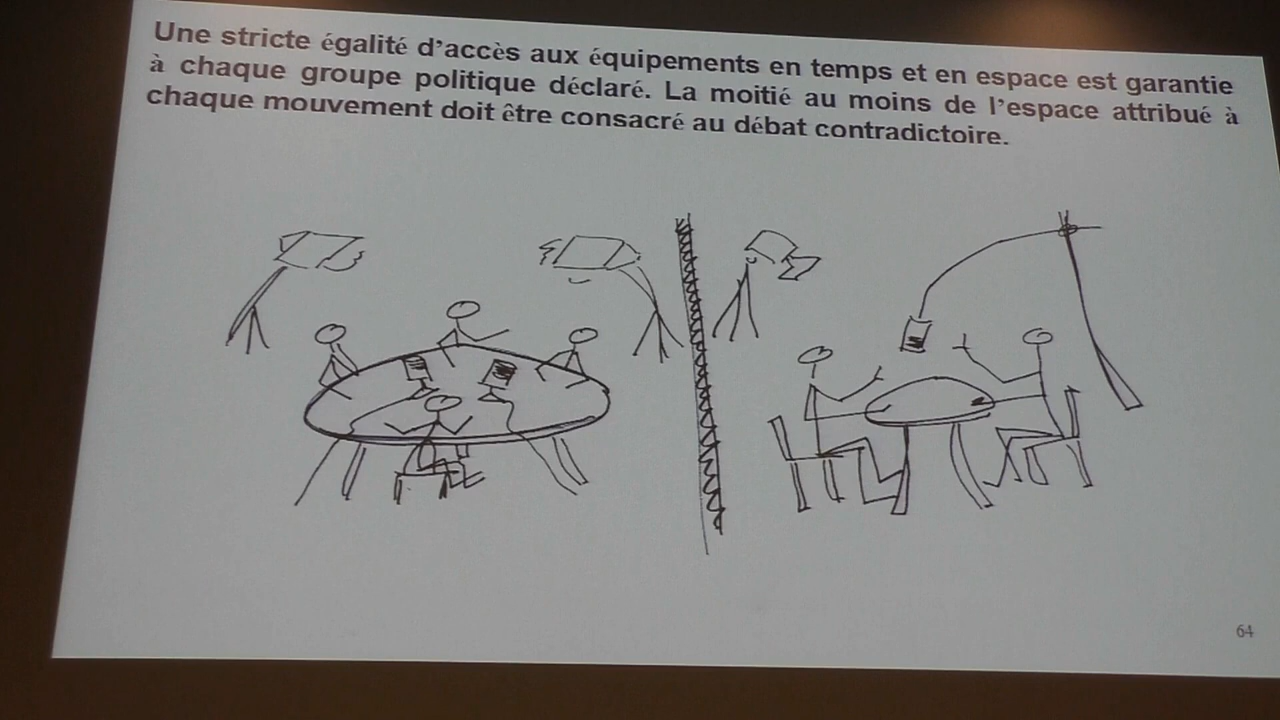 Une stricte égalité d’accès aux équipements en temps et en espace est garantie
à chaque groupe politique déclaré. La moitié au moins de l’espace attribué à
chaque mouvement doit être consacré au débat contradictoire.
64